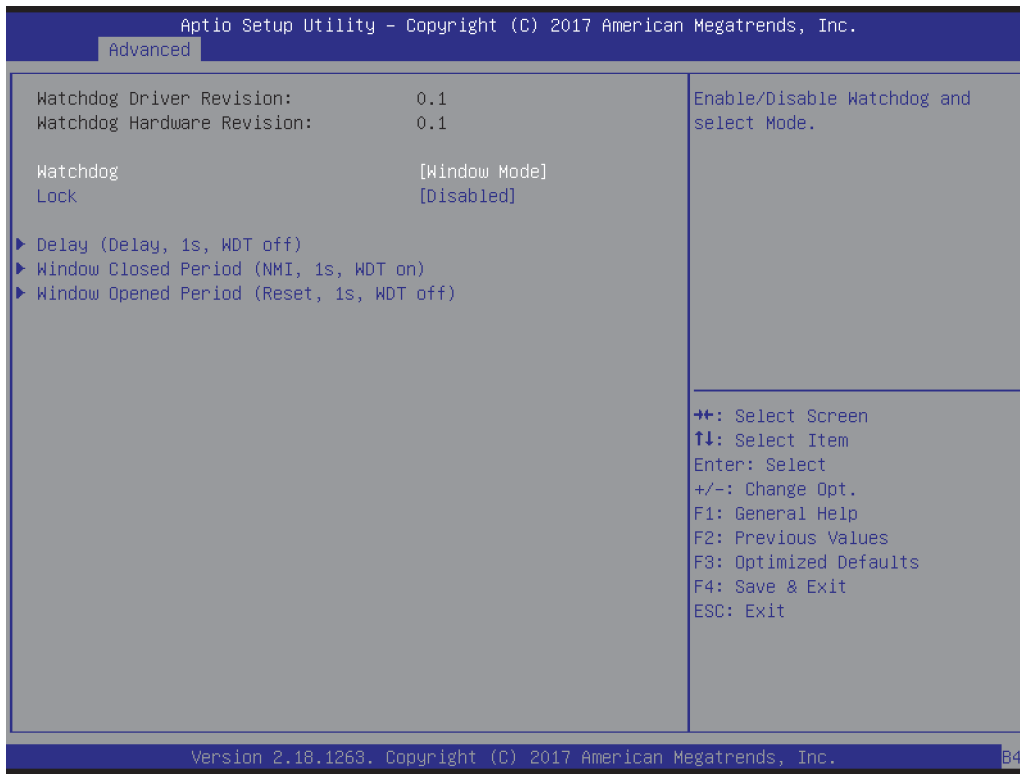 Aptio Setup Utility – Copyright (C) 2017 American Megatrends, Inc.
Advanced
Watchdog Driver Revision: 0.1
Watchdog Hardware Revision: 0.1
Watchdog [Window Mode]
Lock [Disabled]
Delay (Delay, 1s, WDT off)
Window Closed Period (NMI, 1s, WDT on)
Window Opened Period (Reset, 1s, WDT off)
Enable/Disable Watchdog and
select Mode.
→←: Select Screen
↑↓: Select Item
Enter: Select
+/-: Change Opt.
F1: General Help
F2: Previous Values
F3: Optimized Defaults
F4: Save & Exit
ESC: Exit
Version 2.18.1263. Copyright (C) 2017 American Megatrends, Inc.
B4